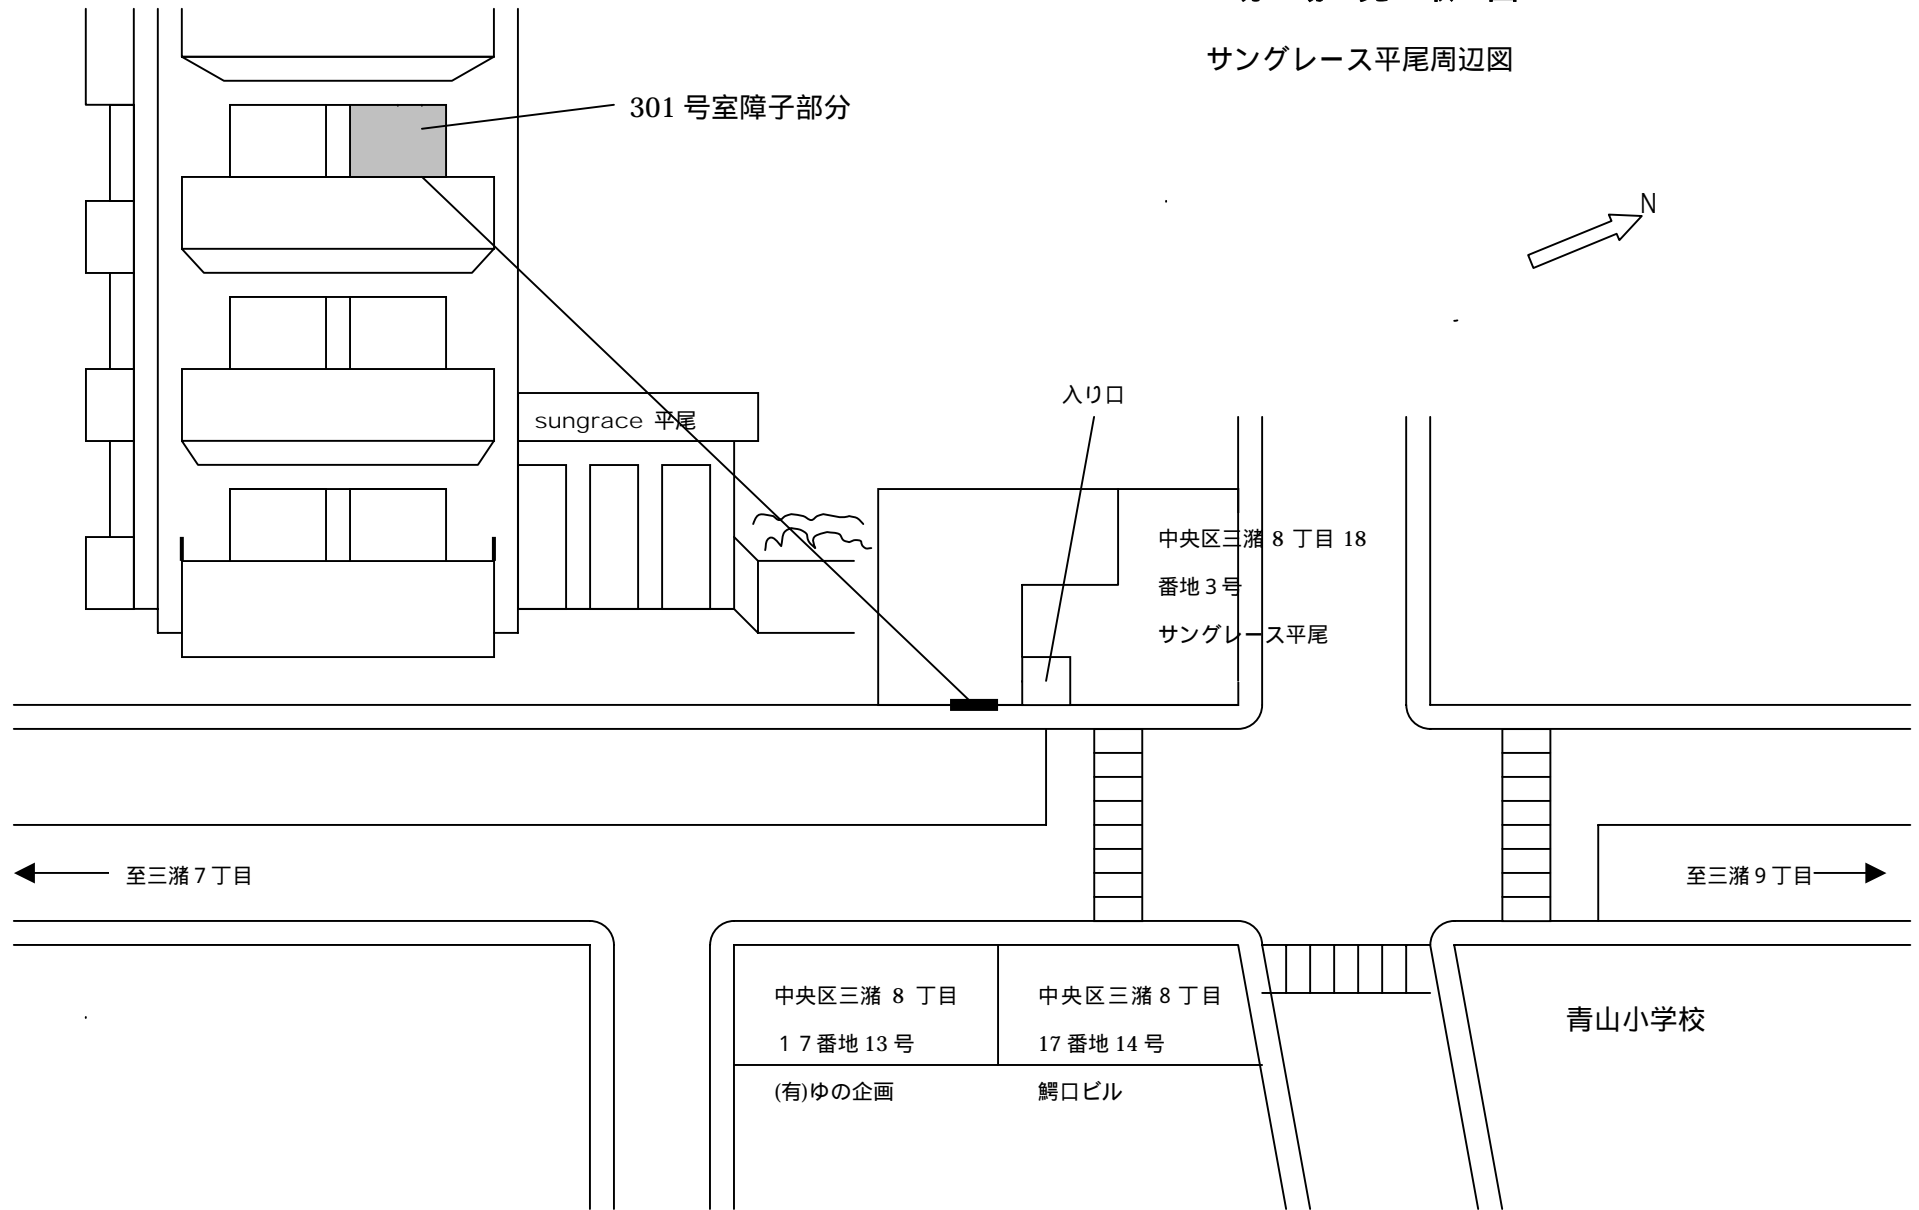 サングレース平尾周辺図
301 号室障子部分
N
入り口
sungrace 平尾
中央区三潴 8 丁目 18
番地 3 号
サングレース平尾
至三潴 7 丁目
至三潴 9 丁目
中央区三潴 8 丁目
１７番地 13 号
(有)ゆの企画
中央区三潴 8 丁目
17 番地 14 号
鰐口ビル
青山小学校